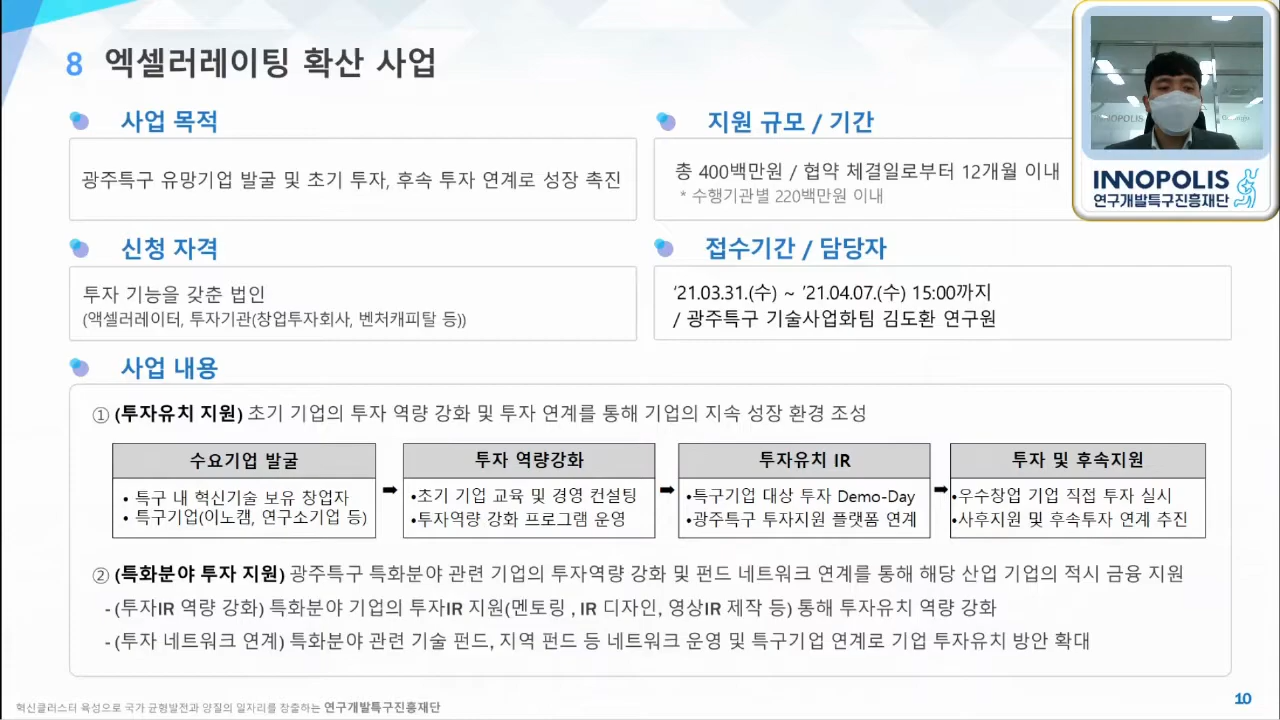 8 엑셀러레이팅 확산 사업
사업 목적
광주특구 유망기업 발굴 및 초기 투자, 후속 투자 연계로 성장 촉진
지원 규모 / 기간
총 400백만원 / 협약 체결일로부터 12개월 이내
* 수행기관별 220백만원 이내
INNOPOLIS
연구개발특구진흥재단
신청 자격
투자 기능을 갖춘 법인
(액셀러레이터, 투자기관(창업투자회사, 벤처캐피탈 등))
접수기간 / 담당자
‘21.03.31.(수) ~ ’21.04.07.(수) 15:00까지
/ 광주특구 기술사업화팀 김도환 연구원
사업 내용
① (투자유치 지원) 초기 기업의 투자 역량 강화 및 투자 연계를 통해 기업의 지속 성장 환경 조성
수요기업 발굴
• 특구 내 혁신기술 보유 창업자
• 특구기업(이노캠, 연구소기업 등)
투자 역량강화
•초기 기업 교육 및 경영 컨설팅
•투자역량 강화 프로그램 운영
투자유치 IR
•특구기업 대상 투자 Demo-Day
•광주특구 투자지원 플랫폼 연계
투자 및 후속지원
•우수창업 기업 직접 투자 실시
•사후지원 및 후속투자 연계 추진
② (특화분야 투자 지원) 광주특구 특화분야 관련 기업의 투자역량 강화 및 펀드 네트워크 연계를 통해 해당 산업 기업의 적시 금융 지원
- (투자IR 역량 강화) 특화분야 기업의 투자IR 지원(멘토링 , IR 디자인, 영상IR 제작 등) 통해 투자유치 역량 강화
- (투자 네트워크 연계) 특화분야 관련 기술 펀드, 지역 펀드 등 네트워크 운영 및 특구기업 연계로 기업 투자유치 방안 확대
혁신클러스터 육성으로 국가 균형발전과 양질의 일자리를 창출하는 연구개발특구진흥재단
10